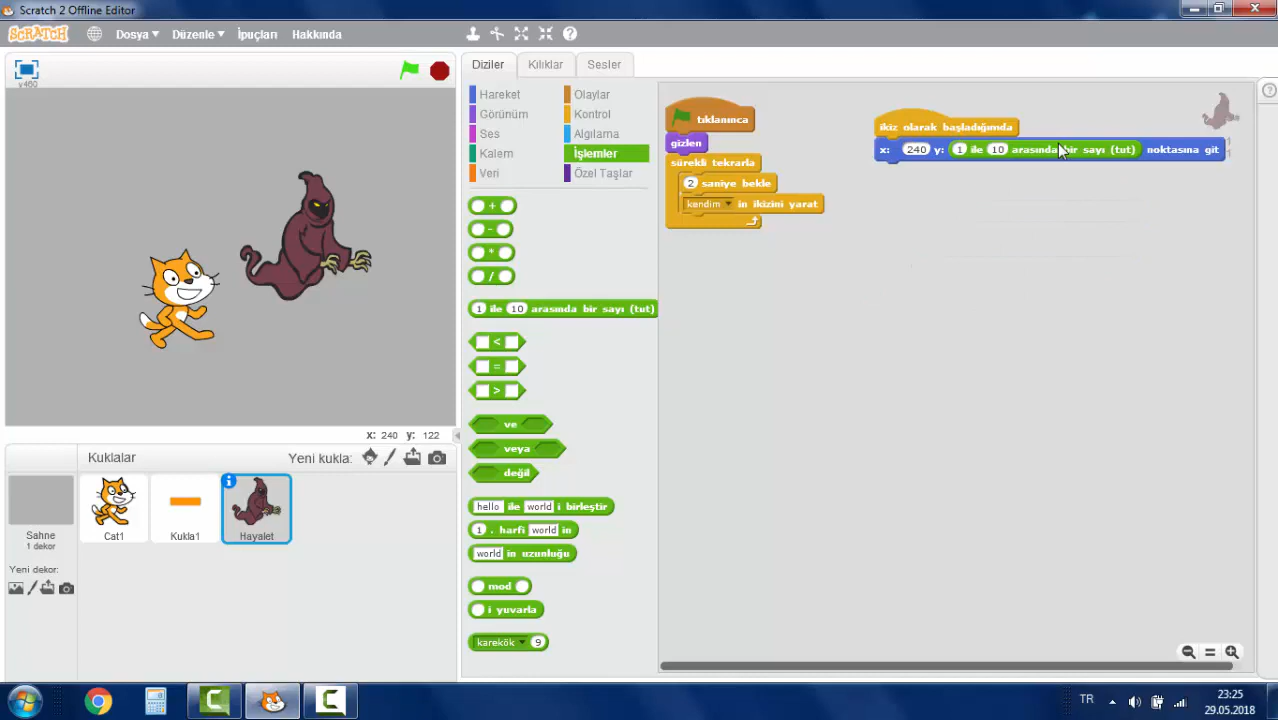 Scratch 2 Offline Editor
SCRATCH Dosya Düzenle İpuçları Hakkında
v460
Diziler Kılıklar Sesler
Hareket Olaylar
Görünüm Kontrol
Ses Algılama
Kalem İşlemler
Veri Özel Taşlar
+
-
*
/
1 ile 10 arasında bir sayı (tut)
<
=
>
ve
veya
değil
hello ile world i birleştir
1 . harfi world in
world in uzunluğu
mod
i yuvarla
karekök 9
tıklanınca
gizlen
sürekli tekrarla
2 saniye bekle
kendim in ikizini yarat
ikiz olarak başladığımda
x: 240 y: 1 ile 10 arasında bir sayı (tut) noktasına git
x: 240 y: 122
Kuklalar Yeni kukla:
Sahne
1 dekor
Yeni dekor:
Cat1 Kukla1 Hayalet
TR 23:25
29.05.2018